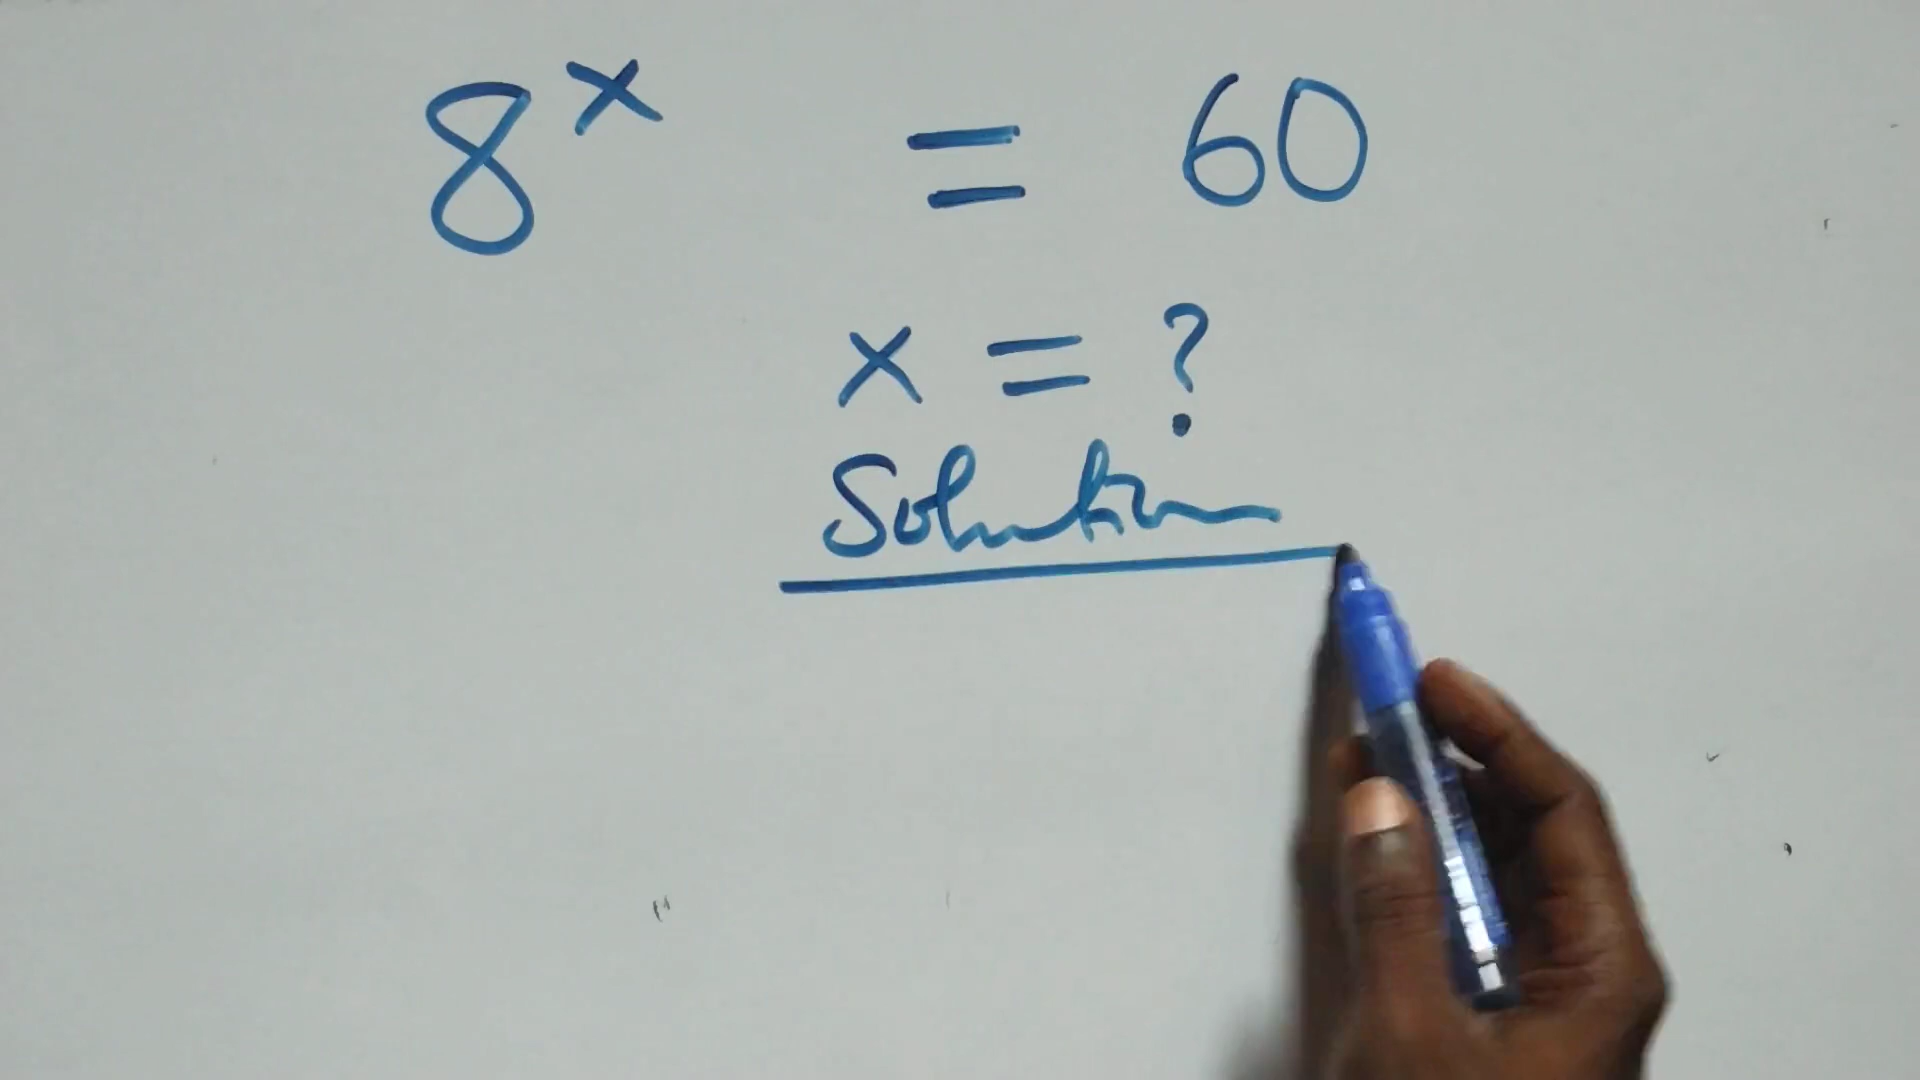 8^x = 60
x = ?
Solution